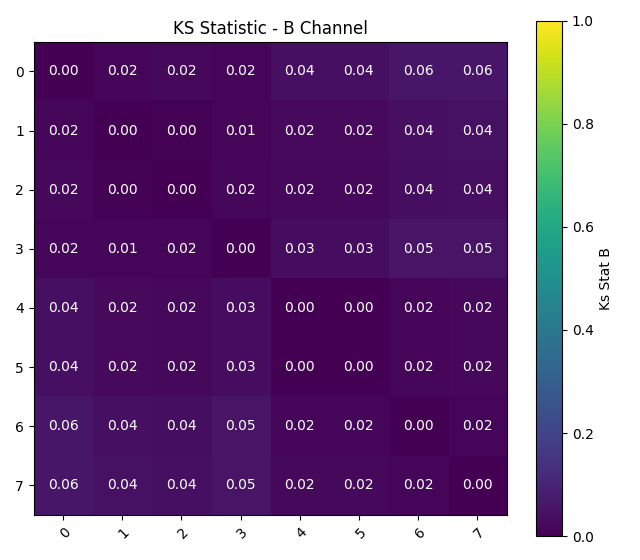 KS Statistic - B Channel
0 0.00 0.02 0.02 0.02 0.04 0.04 0.06 0.06
1 0.02 0.00 0.00 0.01 0.02 0.02 0.04 0.04
2 0.02 0.00 0.00 0.02 0.02 0.02 0.04 0.04
3 0.02 0.01 0.02 0.00 0.03 0.03 0.05 0.05
4 0.04 0.02 0.02 0.03 0.00 0.00 0.02 0.02
5 0.04 0.02 0.02 0.03 0.00 0.00 0.02 0.02
6 0.06 0.04 0.04 0.05 0.02 0.02 0.00 0.02
7 0.06 0.04 0.04 0.05 0.02 0.02 0.02 0.00
0 1 2 3 4 5 6 7
1.0
0.8
0.6
0.4
0.2
0.0
Ks Stat B